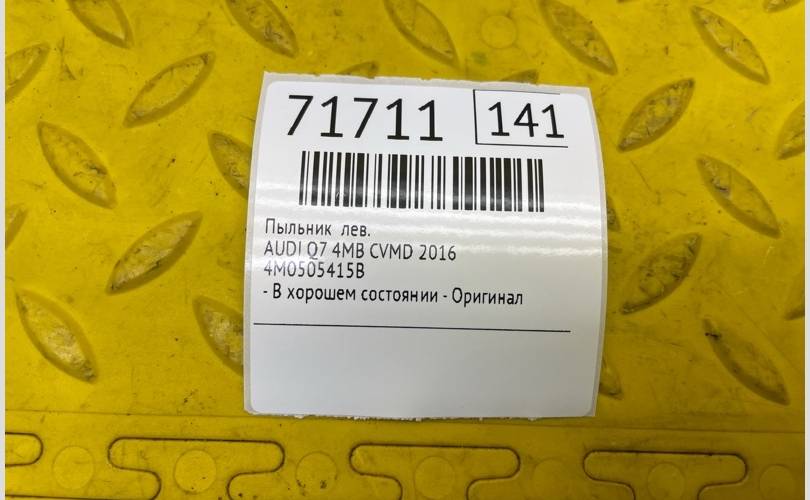 71711 141
Пыльник лев.
AUDI Q7 4MB CVMD 2016
4M0505415B
- В хорошем состоянии - Оригинал